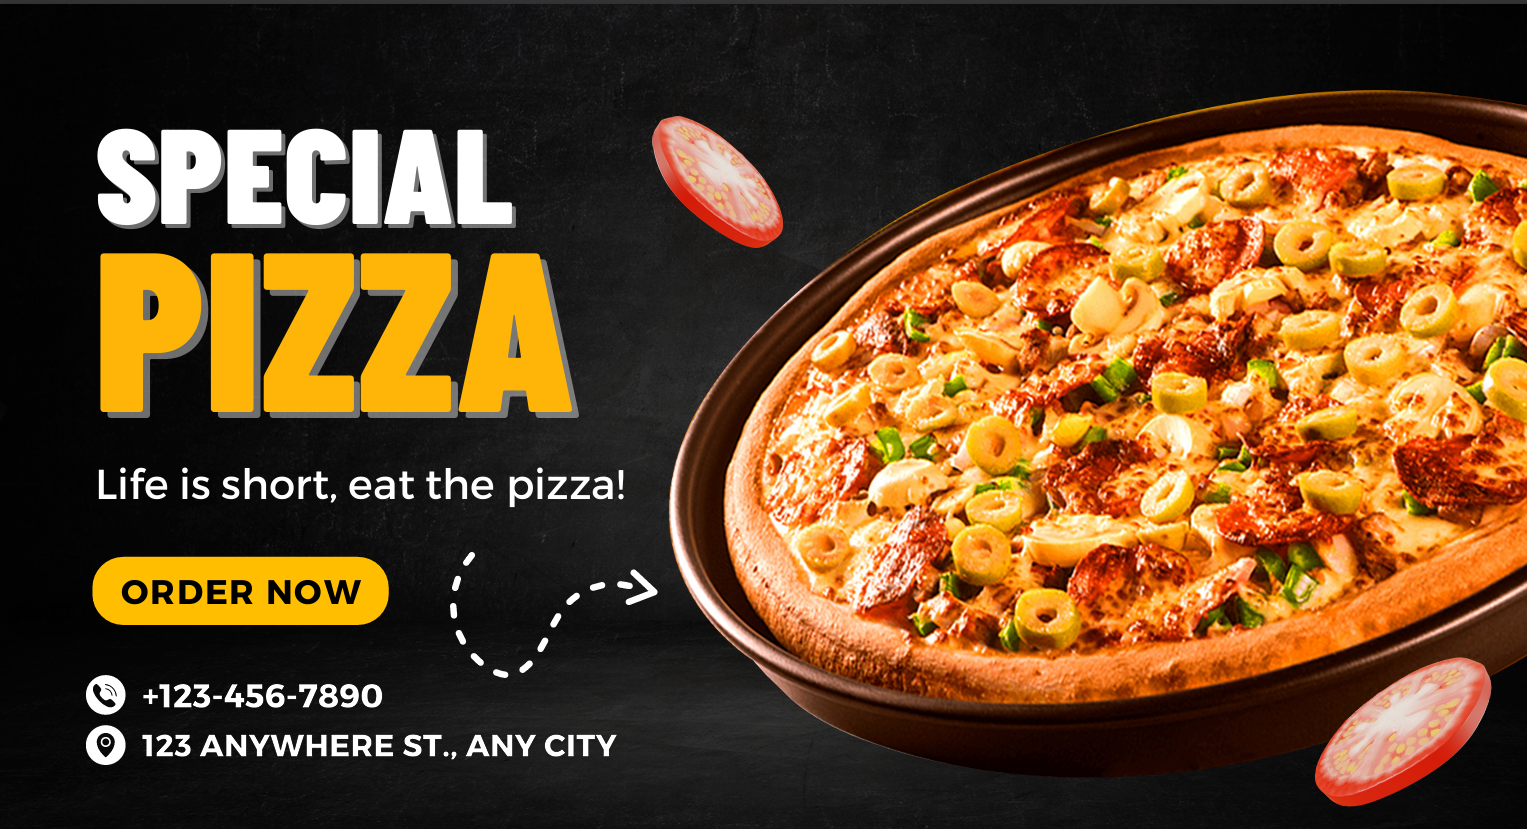 SPECIAL
PIZZA
Life is short, eat the pizza!
ORDER NOW
+123-456-7890
123 ANYWHERE ST., ANY CITY